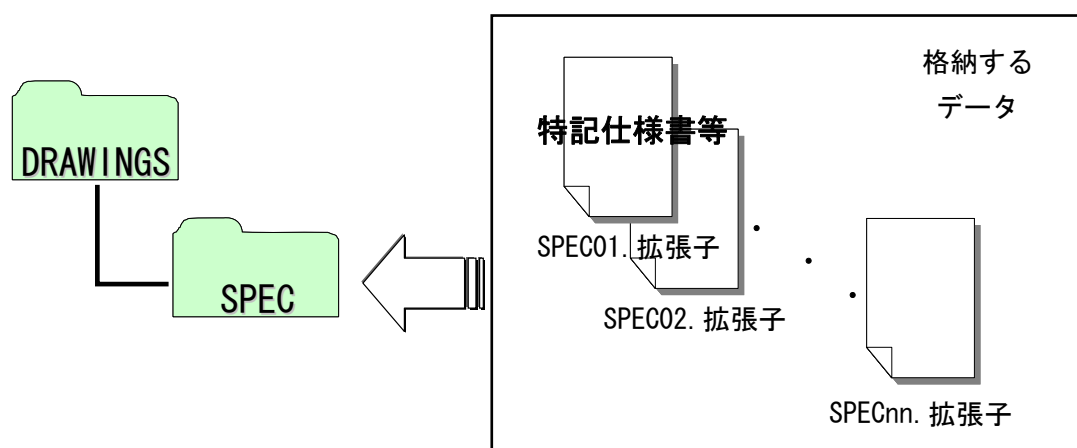 DRAWINGS
SPEC
格納する
データ
特記仕様書等
SPEC01.拡張子
SPEC02.拡張子
SPECnn.拡張子